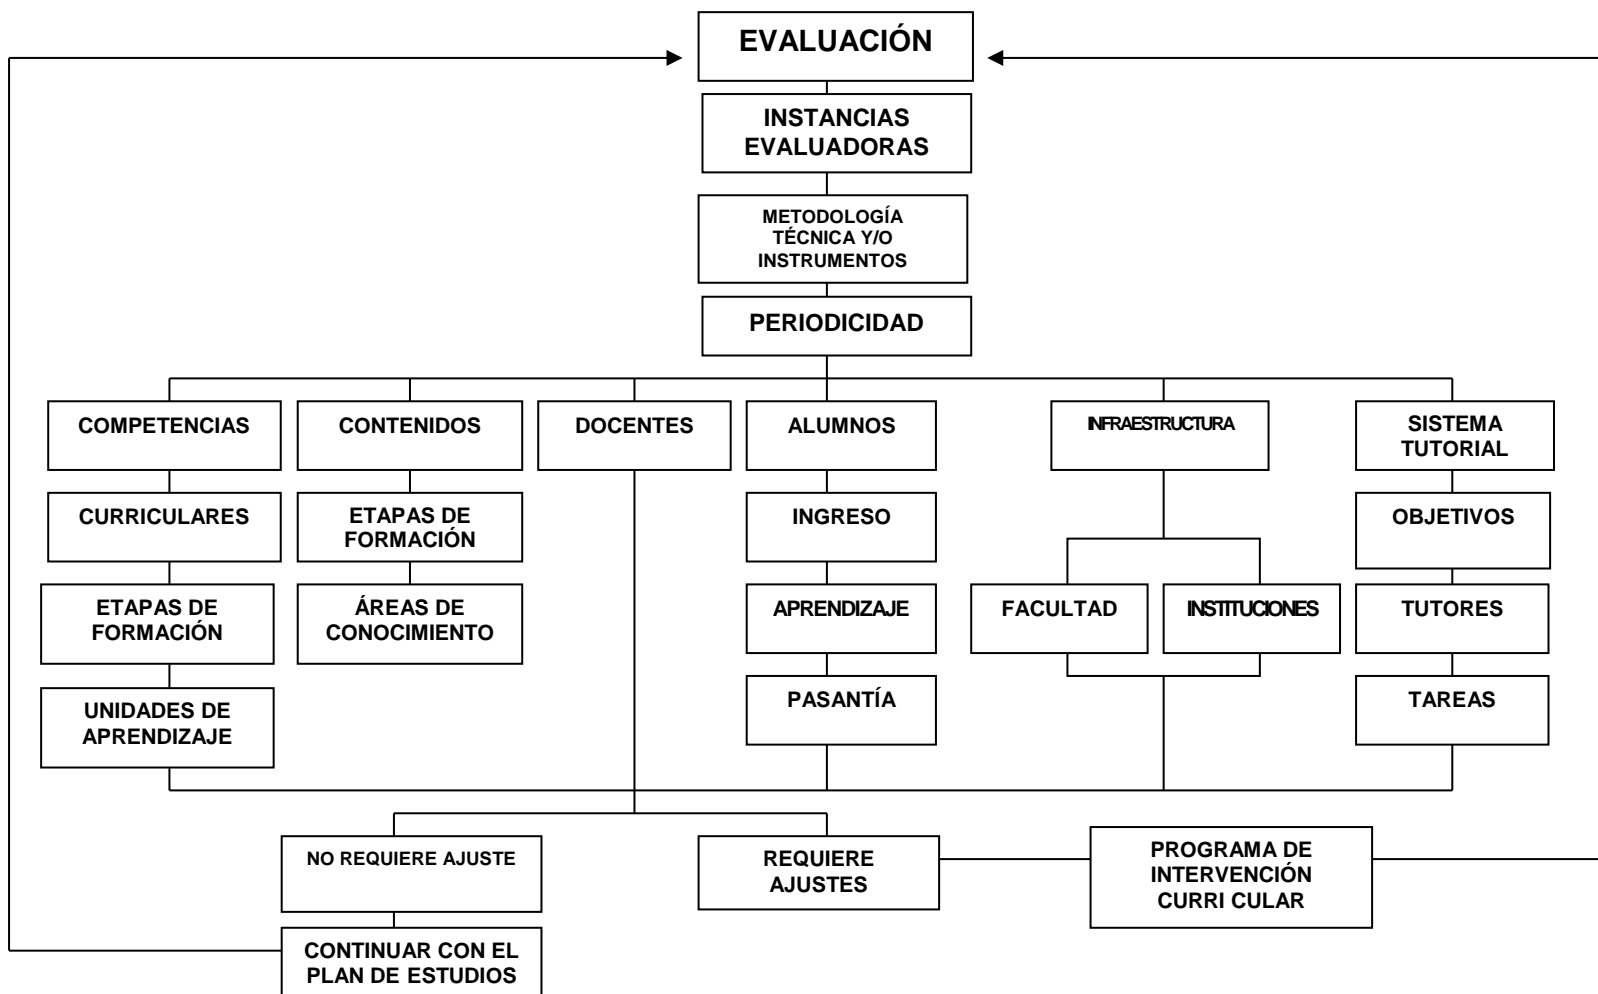 EVALUACIÓN
INSTANCIAS
EVALUADORAS
METODOLOGÍA
TÉCNICA Y/O
INSTRUMENTOS
PERIODICIDAD
COMPETENCIAS
CONTENIDOS
DOCENTES
ALUMNOS
INFRAESTRUCTURA
SISTEMA
TUTORIAL
CURRICULARES
ETAPAS DE
FORMACIÓN
INGRESO
OBJETIVOS
ETAPAS DE
FORMACIÓN
ÁREAS DE
CONOCIMIENTO
APRENDIZAJE
FACULTAD
INSTITUCIONES
TUTORES
UNIDADES DE
APRENDIZAJE
PASANTÍA
TAREAS
NO REQUIERE AJUSTE
REQUIERE
AJUSTES
PROGRAMA DE
INTERVENCIÓN
CURRI CULAR
CONTINUAR CON EL
PLAN DE ESTUDIOS